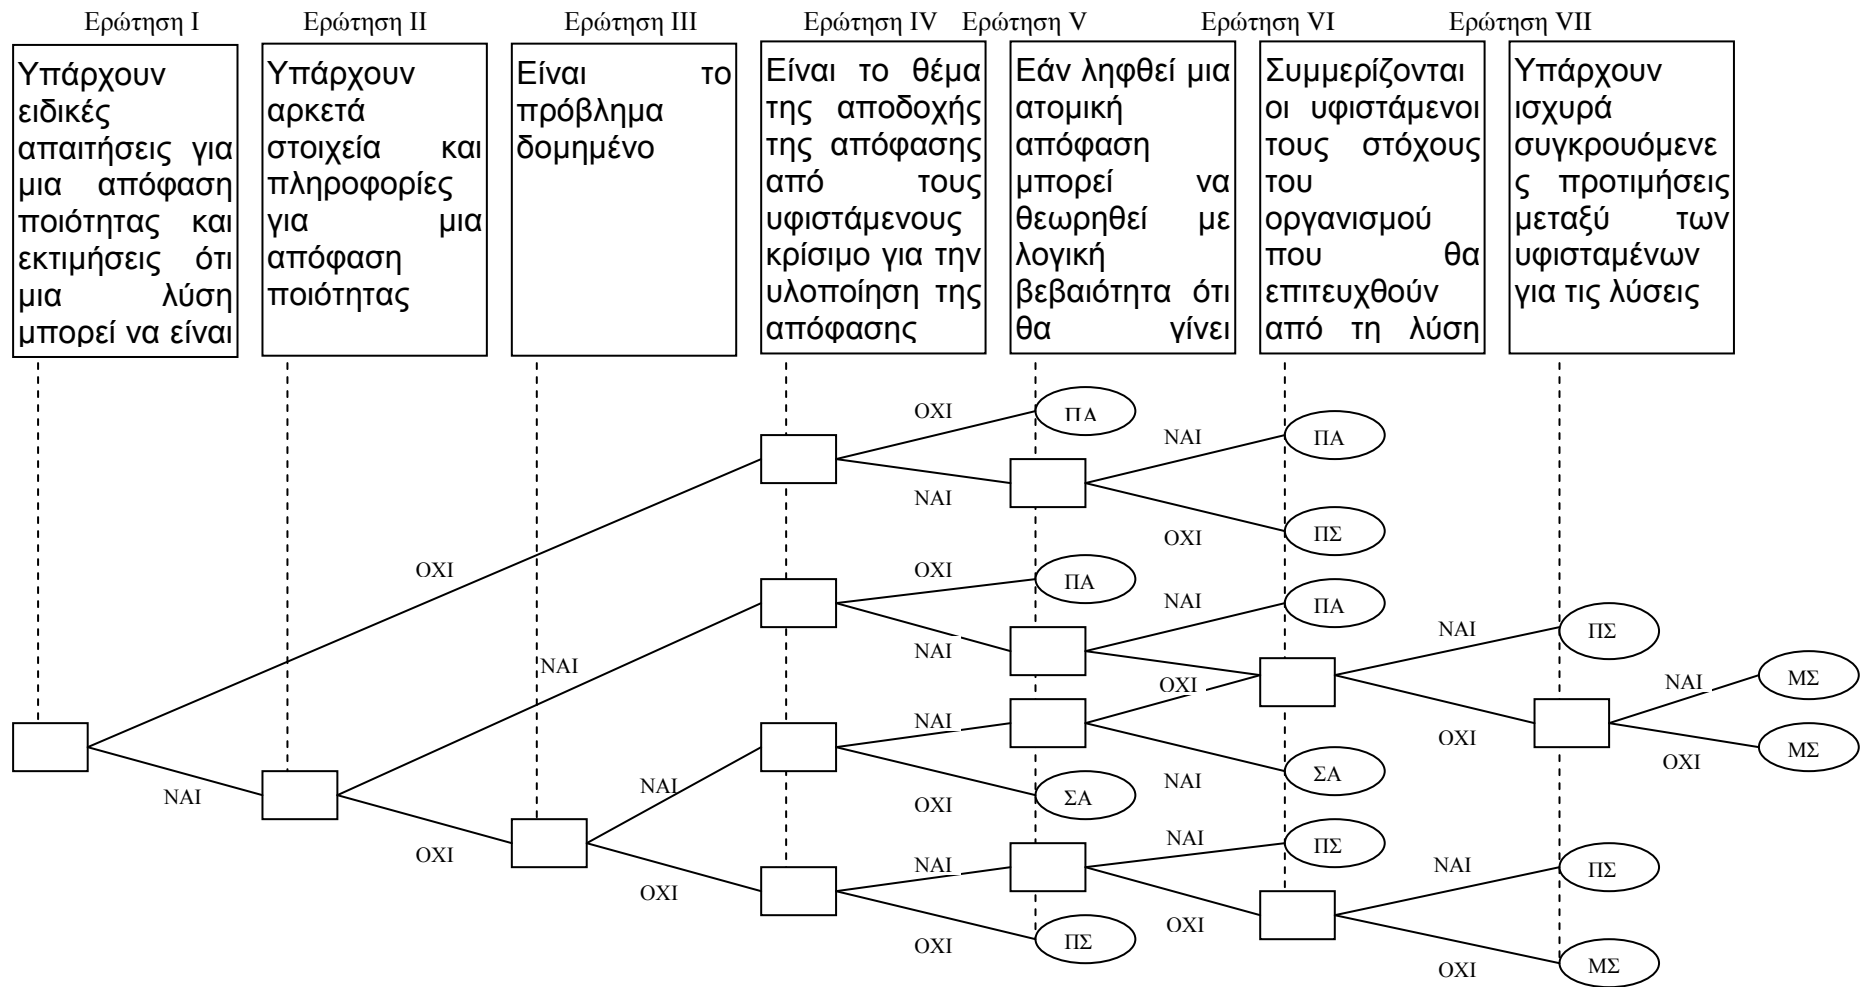 Ερώτηση I
Ερώτηση II
Ερώτηση III
Ερώτηση IV
Ερώτηση V
Ερώτηση VI
Ερώτηση VII
Υπάρχουν
ειδικές
απαιτήσεις για
μια απόφαση
ποιότητας και
εκτιμήσεις ότι
μια λύση
μπορεί να είναι
Υπάρχουν
αρκετά
στοιχεία και
πληροφορίες
για μια
απόφαση
ποιότητας
Είναι το
πρόβλημα
δομημένο
Είναι το θέμα
της αποδοχής
της απόφασης
από τους
υφιστάμενους
κρίσιμο για την
υλοποίηση της
απόφασης
Εάν ληφθεί μια
ατομική
απόφαση
μπορεί να
θεωρηθεί με
λογική
βεβαιότητα ότι
θα γίνει
Συμμερίζονται
οι υφιστάμενοι
τους στόχους
του
οργανισμού
που θα
επιτευχθούν
από τη λύση
Υπάρχουν
ισχυρά
συγκρουόμενε
ς προτιμήσεις
μεταξύ των
υφισταμένων
για τις λύσεις
ΟΧΙ
ΠΑ
ΝΑΙ
ΠΑ
ΝΑΙ
ΟΧΙ
ΠΣ
ΟΧΙ
ΟΧΙ
ΠΑ
ΝΑΙ
ΠΑ
ΝΑΙ
ΠΣ
ΝΑΙ
ΝΑΙ
ΟΧΙ
ΝΑΙ
ΜΣ
ΝΑΙ
ΟΧΙ
ΟΧΙ
ΜΣ
ΝΑΙ
ΝΑΙ
ΣΑ
ΝΑΙ
ΟΧΙ
ΣΑ
ΟΧΙ
ΝΑΙ
ΝΑΙ
ΠΣ
ΝΑΙ
ΠΣ
ΟΧΙ
ΟΧΙ
ΟΧΙ
ΠΣ
ΟΧΙ
ΜΣ